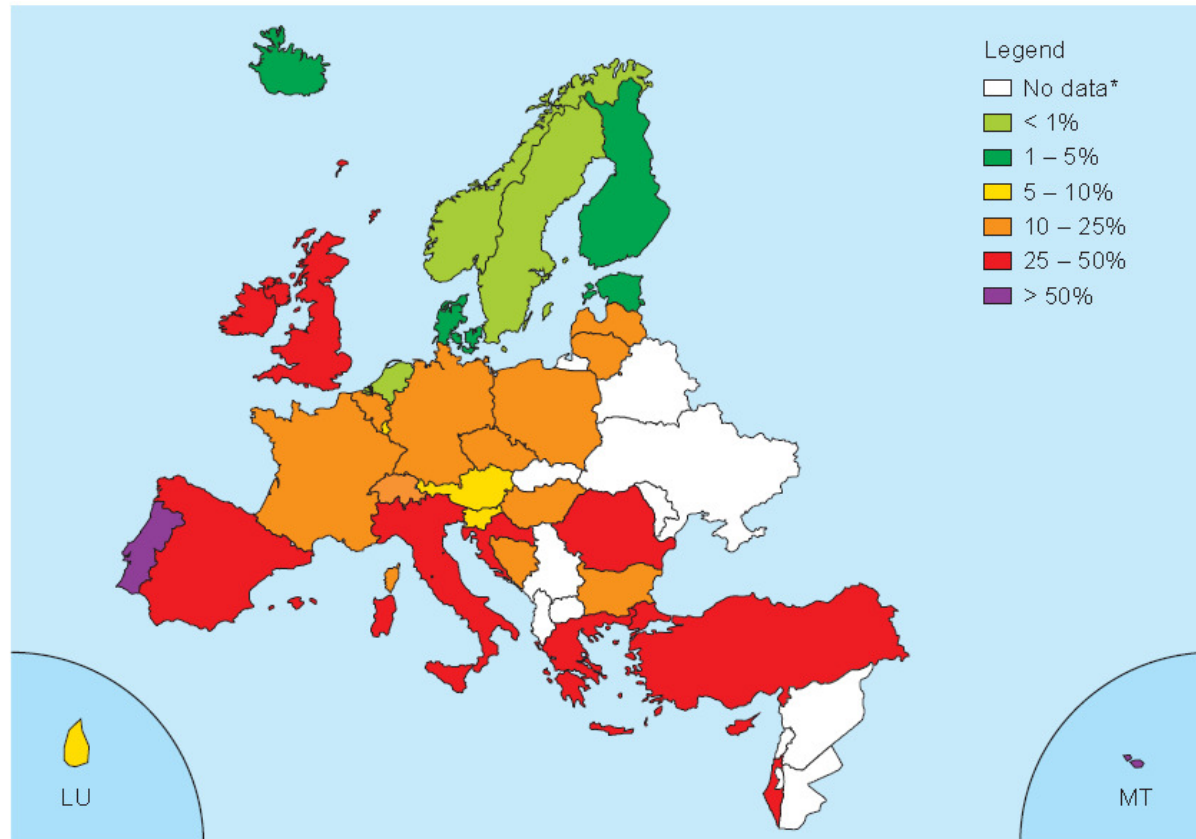 Legend
No data*
< 1%
1 – 5%
5 – 10%
10 – 25%
25 – 50%
> 50%
LU
MT